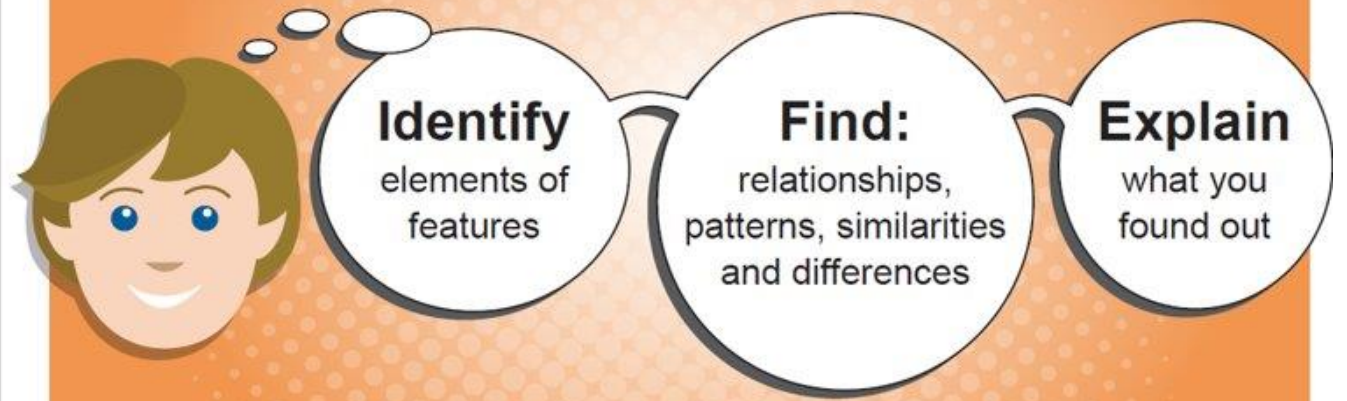 Identify
elements of
features
Find:
relationships,
patterns, similarities
and differences
Explain
what you
found out